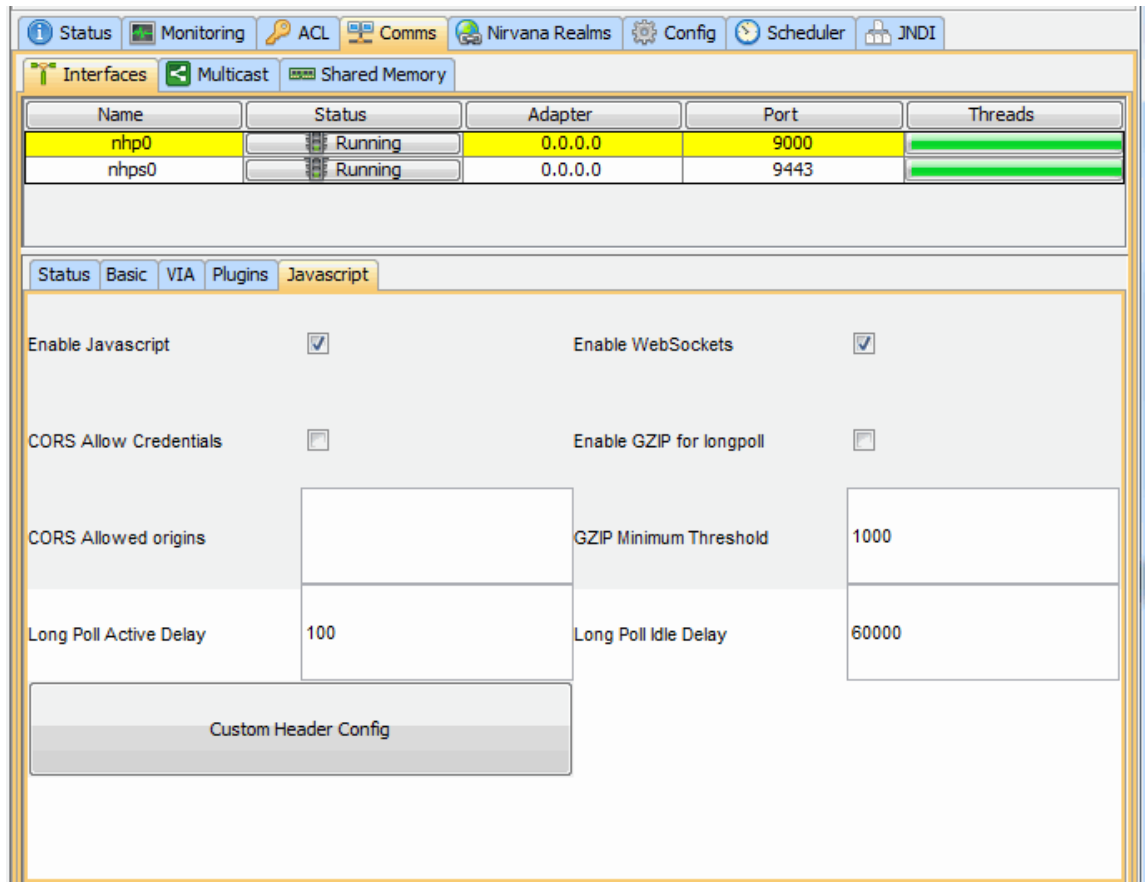 Status Monitoring ACL Comms Nirvana Realms Config Scheduler JNDI
Interfaces Multicast Shared Memory
Name Status Adapter Port Threads
nhp0 Running 0.0.0.0 9000
nhps0 Running 0.0.0.0 9443
Status Basic VIA Plugins Javascript
Enable Javascript Enable WebSockets
CORS Allow Credentials Enable GZIP for longpoll
CORS Allowed origins GZIP Minimum Threshold 1000
Long Poll Active Delay 100 Long Poll Idle Delay 60000
Custom Header Config